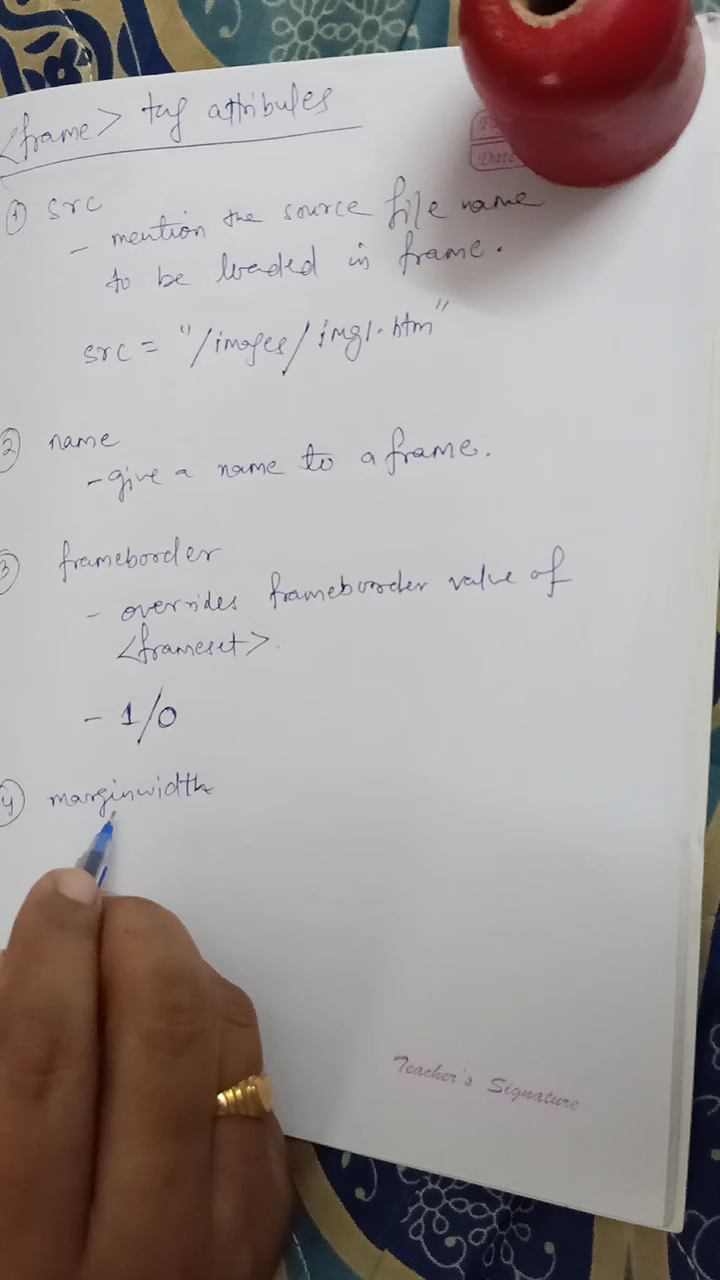 <frame> tag attributes
Date
① src
- mention the source file name
to be loaded in frame.
src = "/images/img1.htm"
② name
- give a name to a frame.
③ frameborder
- overrides frameborder value of
<frameset>.
- 1/0
④ marginwidth
Teacher's Signature